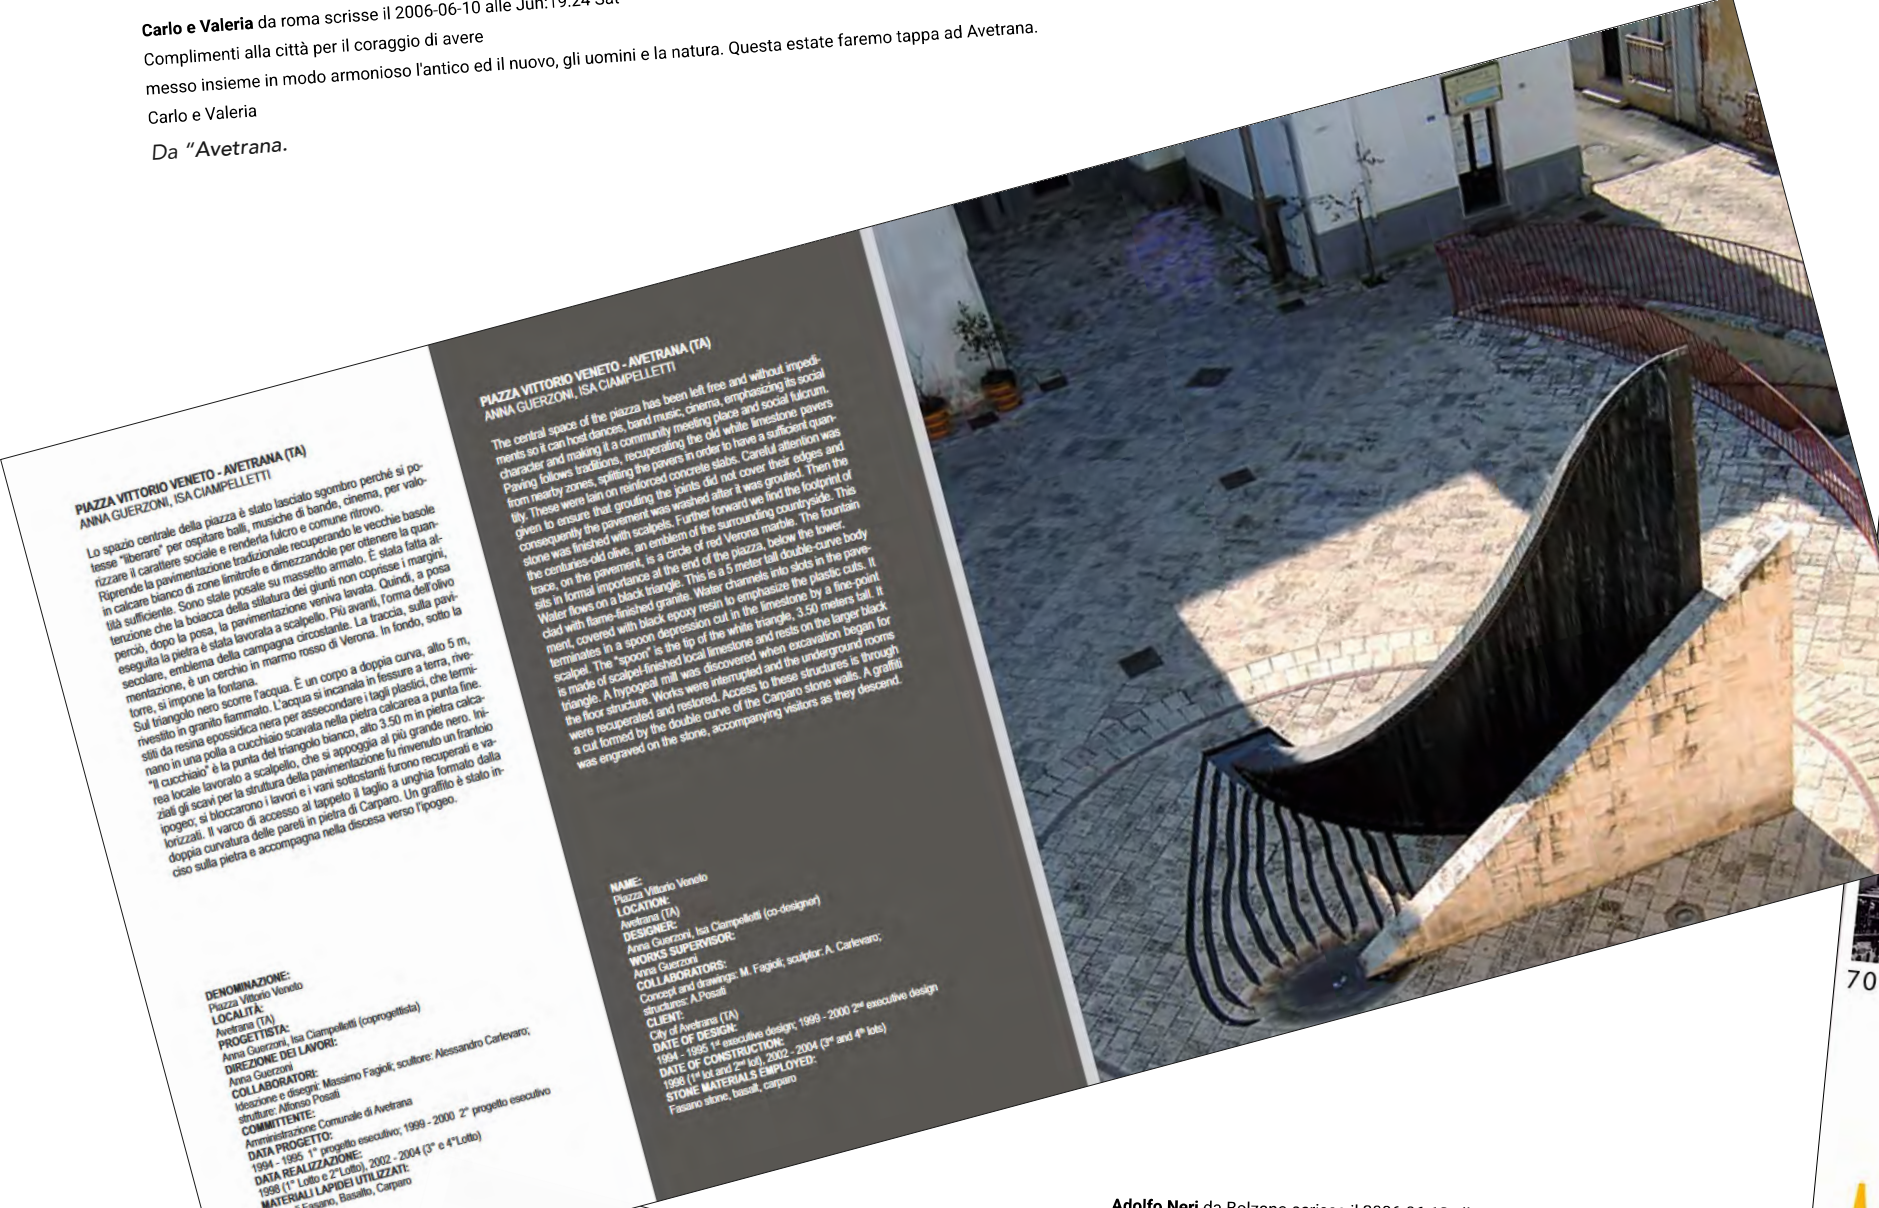 Carlo e Valeria da roma scrisse il 2006-06-10 alle Jun:19:24 Sat
Complimenti alla città per il coraggio di avere
messo insieme in modo armonioso l'antico ed il nuovo, gli uomini e la natura. Questa estate faremo tappa ad Avetrana.
Carlo e Valeria
Da “Avetrana.
PIAZZA VITTORIO VENETO - AVETRANA (TA)
ANNA GUERZONI, ISA CIAMPELLETTI
Lo spazio centrale della piazza è stato lasciato sgombro perché si po-
tesse "liberare" per ospitare balli, musiche di bande, cinema, per valo-
rizzare il carattere sociale e renderla fulcro e comune ritrovo.
Riprende la pavimentazione tradizionale recuperando le vecchie basole
in calcare bianco di zone limitrofe e dimezzandole per ottenere la quan-
tità sufficiente. Sono state posate su massetto armato. È stata fatta at-
tenzione che la boiacca della stilatura dei giunti non coprisse i margini,
perciò, dopo la posa, la pavimentazione veniva lavata. Quindi, a posa
eseguita la pietra è stata lavorata a scalpello. Più avanti, l'orma dell'olivo
secolare, emblema della campagna circostante. La traccia, sulla pavi-
mentazione, è un cerchio in marmo rosso di Verona. In fondo, sotto la
torre, si impone la fontana.
Sul triangolo nero scorre l'acqua. È un corpo a doppia curva, alto 5 m,
rivestito in granito fiammato. L'acqua si incanala in fessure a terra, rive-
stiti da resina epossidica nera per assecondare i tagli plastici, che termi-
nano in una polla a cucchiaio scavata nella pietra calcarea a punta fine.
"Il cucchiaio" è la punta del triangolo bianco, alto 3.50 m in pietra calca-
rea locale lavorato a scalpello, che si appoggia al più grande nero. Ini-
ziati gli scavi per la struttura della pavimentazione fu rinvenuto un frantoio
ipogeo; si bloccarono i lavori e i vani sottostanti furono recuperati e va-
lorizzati. Il varco di accesso al tappeto il taglio a unghia formato dalla
doppia curvatura delle pareti in pietra di Carparo. Un graffito è stato in-
ciso sulla pietra e accompagna nella discesa verso l'ipogeo.
DENOMINAZIONE:
Piazza Vittorio Veneto
LOCALITÀ:
Avetrana (TA)
PROGETTISTA:
Anna Guerzoni, Isa Ciampelletti (coprogettista)
DIREZIONE DEI LAVORI:
Anna Guerzoni
COLLABORATORI:
Ideazione e disegni: Massimo Fagioli; scultore: Alessandro Carlevaro;
strutture: Alfonso Posati
COMMITTENTE:
Amministrazione Comunale di Avetrana
DATA PROGETTO:
1994 - 1995 1° progetto esecutivo; 1999 - 2000 2° progetto esecutivo
DATA REALIZZAZIONE:
1998 (1° Lotto e 2°Lotto), 2002 - 2004 (3° e 4°Lotto)
MATERIALI LAPIDEI UTILIZZATI:
Fasano, Basalto, Carparo
PIAZZA VITTORIO VENETO - AVETRANA (TA)
ANNA GUERZONI, ISA CIAMPELLETTI
The central space of the piazza has been left free and without impedi-
ments so it can host dances, band music, cinema, emphasizing its social
character and making it a community meeting place and social fulcrum.
Paving follows traditions, recuperating the old white limestone pavers
from nearby zones, splitting the pavers in order to have a sufficient quan-
tity. These were lain on reinforced concrete slabs. Careful attention was
given to ensure that grouting the joints did not cover their edges and
consequently the pavement was washed after it was grouted. Then the
stone was finished with scalpels. Further forward we find the footprint of
the centuries-old olive, an emblem of the surrounding countryside. This
trace, on the pavement, is a circle of red Verona marble. The fountain
sits in formal importance at the end of the piazza, below the lower.
Water flows on a black triangle. This is a 5 meter tall double-curve body
clad with flame-finished granite. Water channels into slots in the pave-
ment, covered with black epoxy resin to emphasize the plastic cuts. It
terminates in a spoon depression cut in the limestone by a fine-point
scalpel. The "spoon" is the tip of the white triangle, 3.50 meters tall. It
is made of scalpel-finished local limestone and rests on the larger black
triangle. A hypogeal mill was discovered when excavation began for
the floor structure. Works were interrupted and the underground rooms
were recuperated and restored. Access to these structures is through
a cut formed by the double curve of the Carparo stone walls. A graffiti
was engraved on the stone, accompanying visitors as they descend.
NAME:
Piazza Vittorio Veneto
LOCATION:
Avetrana (TA)
DESIGNER:
Anna Guerzoni, Isa Ciampelletti (co-designer)
WORKS SUPERVISOR:
Anna Guerzoni
COLLABORATORS:
Concept and drawings: M. Fagioli; sculptor: A. Carlevaro;
structures: A.Posati
CLIENT:
City of Avetrana (TA)
DATE OF DESIGN:
1994 - 1995 1st executive design; 1999 - 2000 2nd executive design
DATE OF CONSTRUCTION:
1998 (1st lot and 2nd lot), 2002 - 2004 (3rd and 4th lots)
STONE MATERIALS EMPLOYED:
Fasano stone, basalt, carparo
70
Adolfo Neri da Bolzano scrisse il